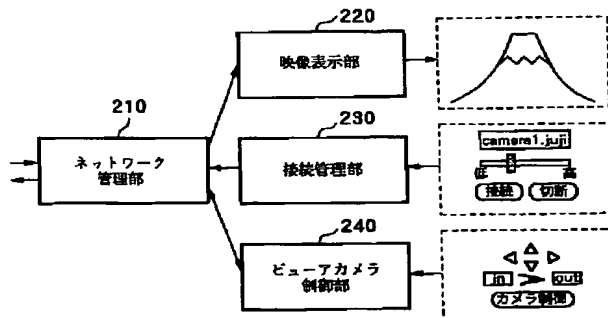 220
映像表示部
210
ネットワーク
管理部
230
接続管理部
camera1.juji
低
高
接続
切断
240
ビューアカメラ
制御部
in
out
カメラ制御